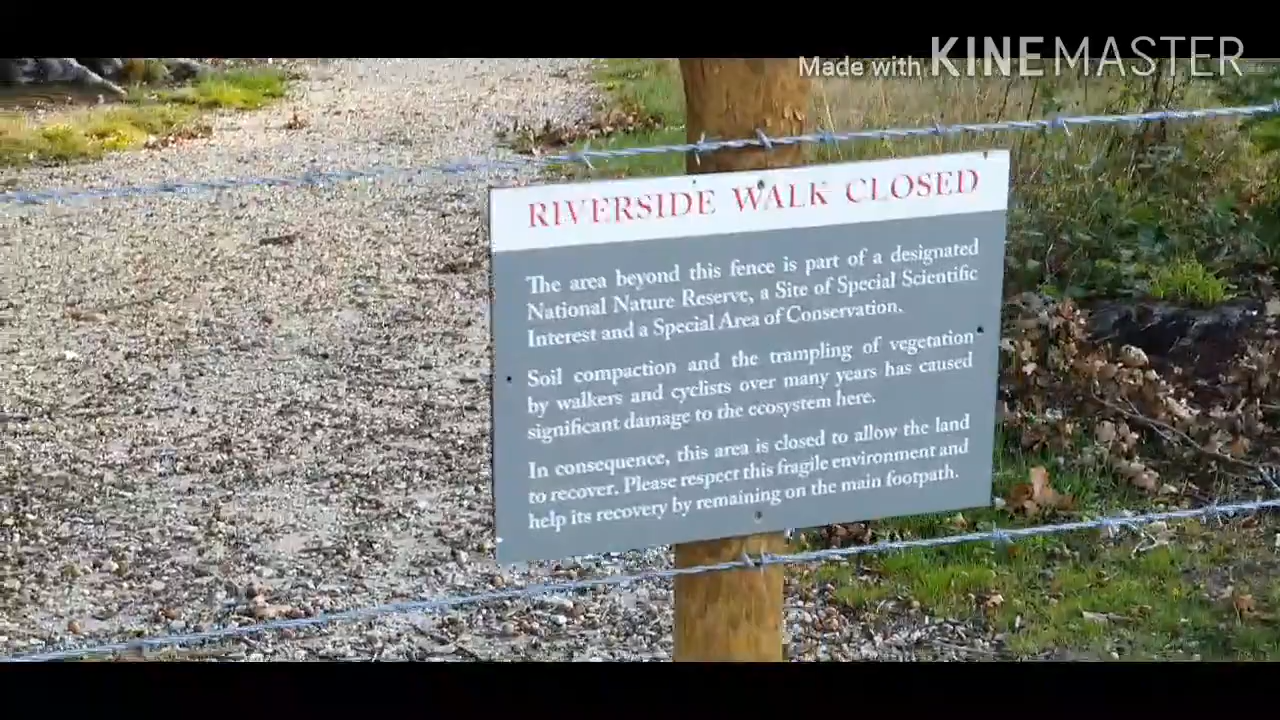 Made with KINEMASTER
RIVERSIDE WALK CLOSED
The area beyond this fence is part of a designated
National Nature Reserve, a Site of Special Scientific
Interest and a Special Area of Conservation.
Soil compaction and the trampling of vegetation
by walkers and cyclists over many years has caused
significant damage to the ecosystem here.
In consequence, this area is closed to allow the land
to recover. Please respect this fragile environment and
help its recovery by remaining on the main footpath.